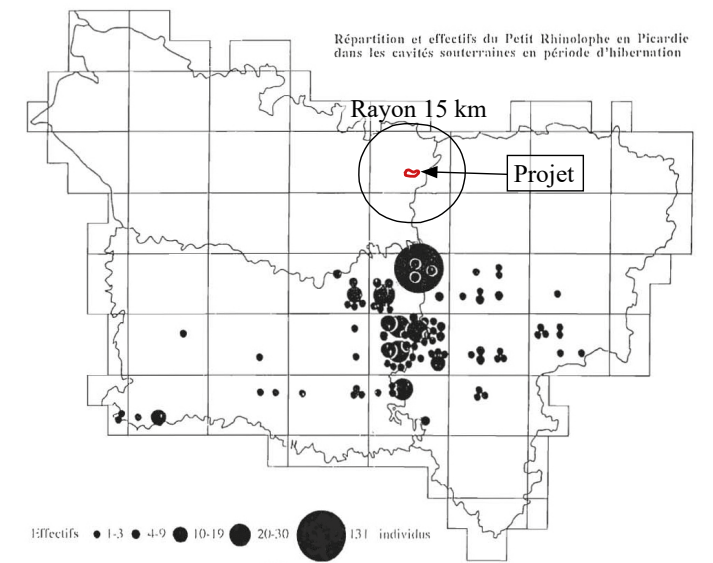 Répartition et effectifs du Petit Rhinolophe en Picardie
dans les cavités souterraines en période d'hibernation
Rayon 15 km
Projet
Effectifs 1-3 4-9 10-19 20-30 131 individus